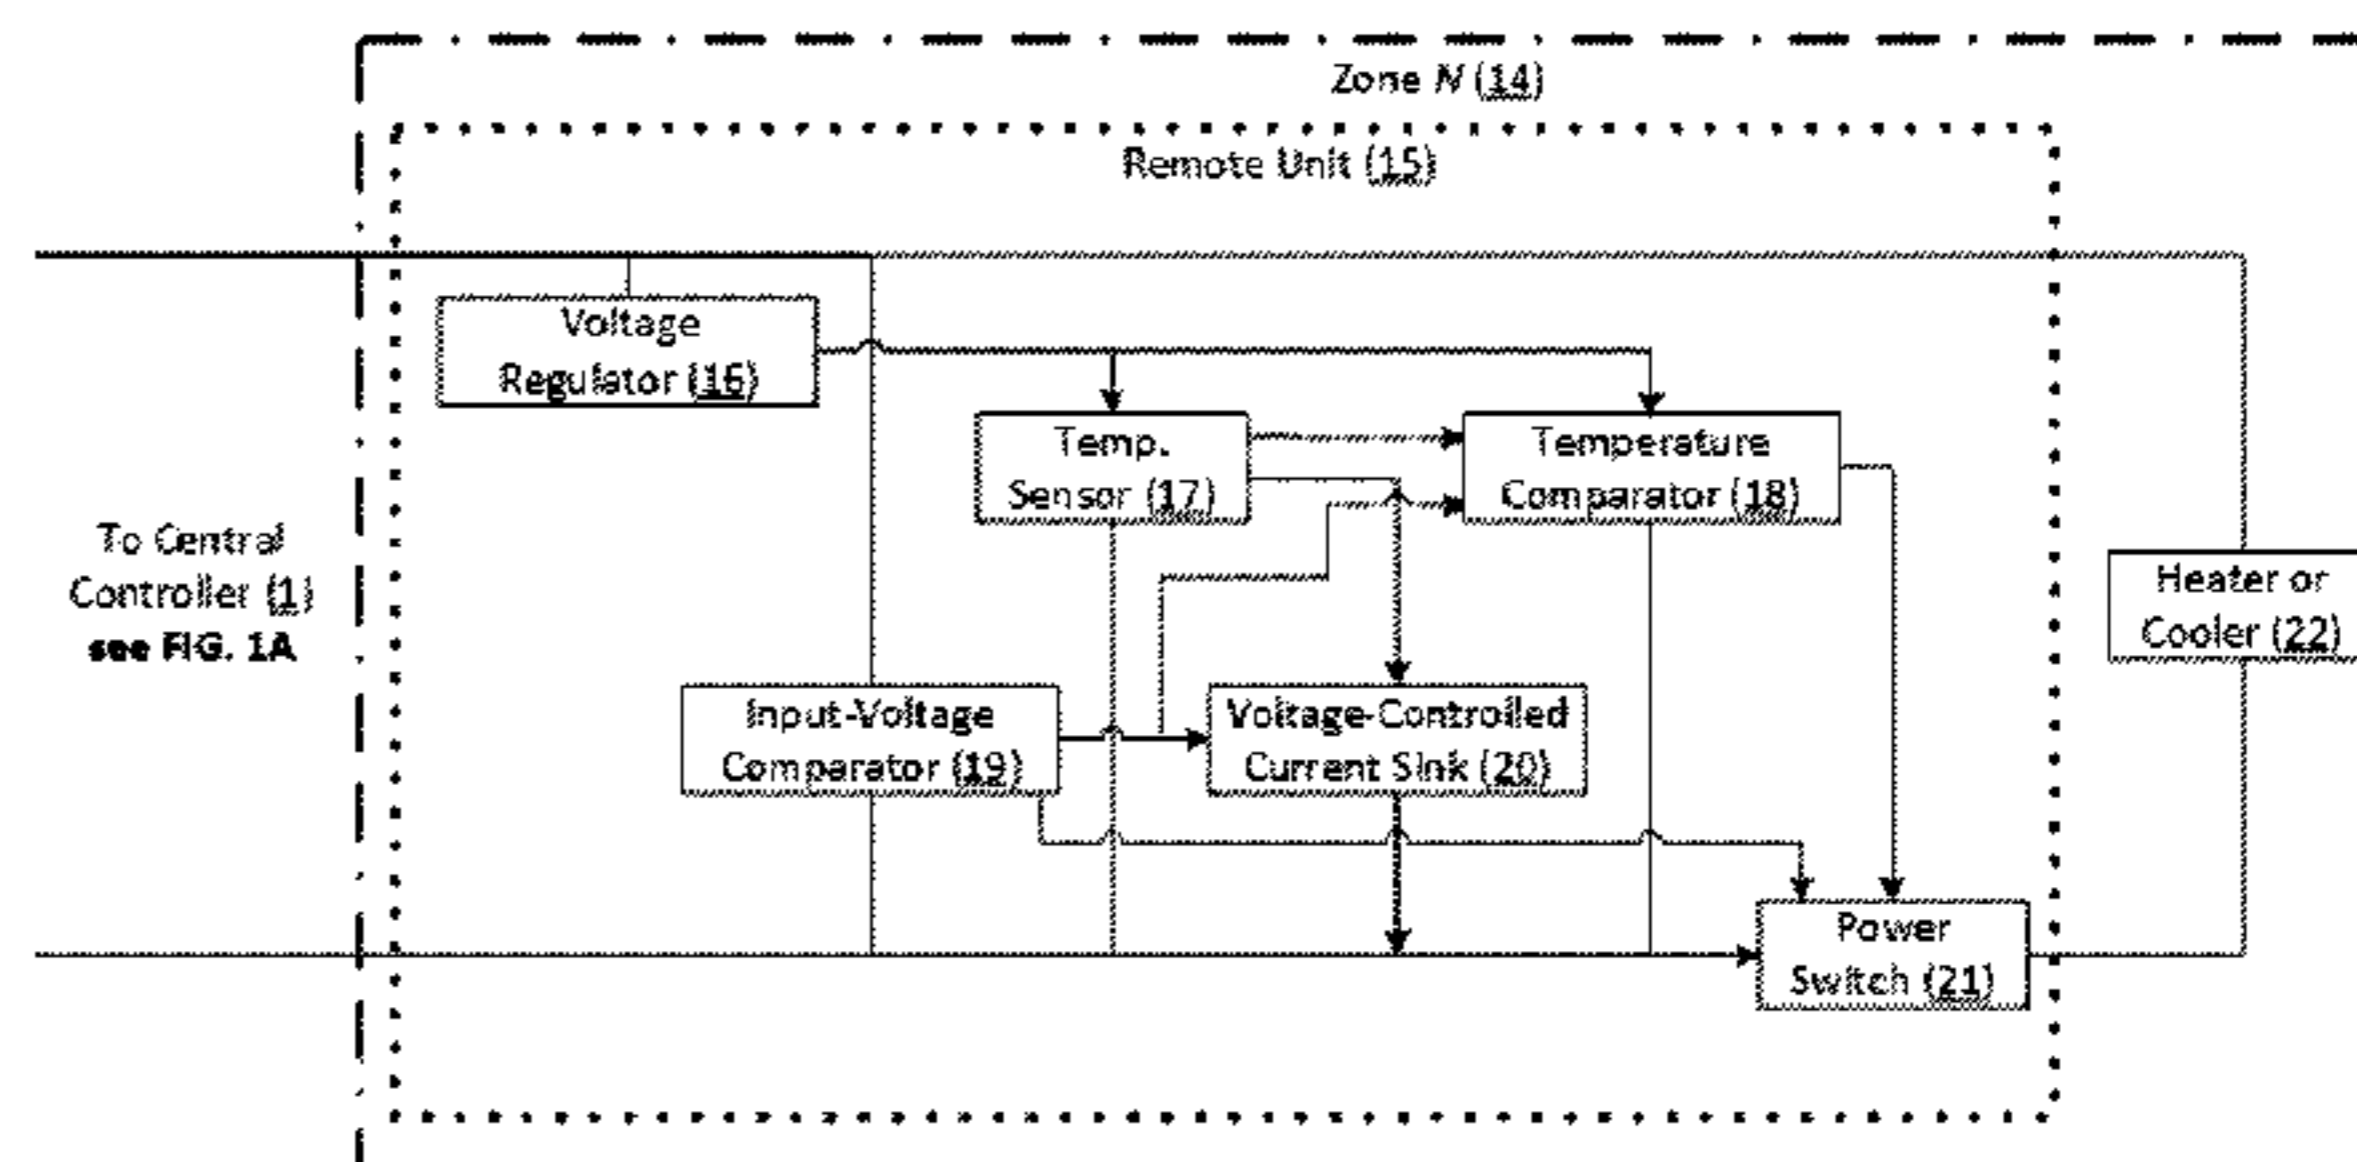 Zone N (14)
Remote Unit (15)
Voltage
Regulator (16)
Temp.
Sensor (17)
Temperature
Comparator (18)
To Central
Controller (1)
see FIG. 1A
Heater or
Cooler (22)
Input-Voltage
Comparator (19)
Voltage-Controlled
Current Sink (20)
Power
Switch (21)